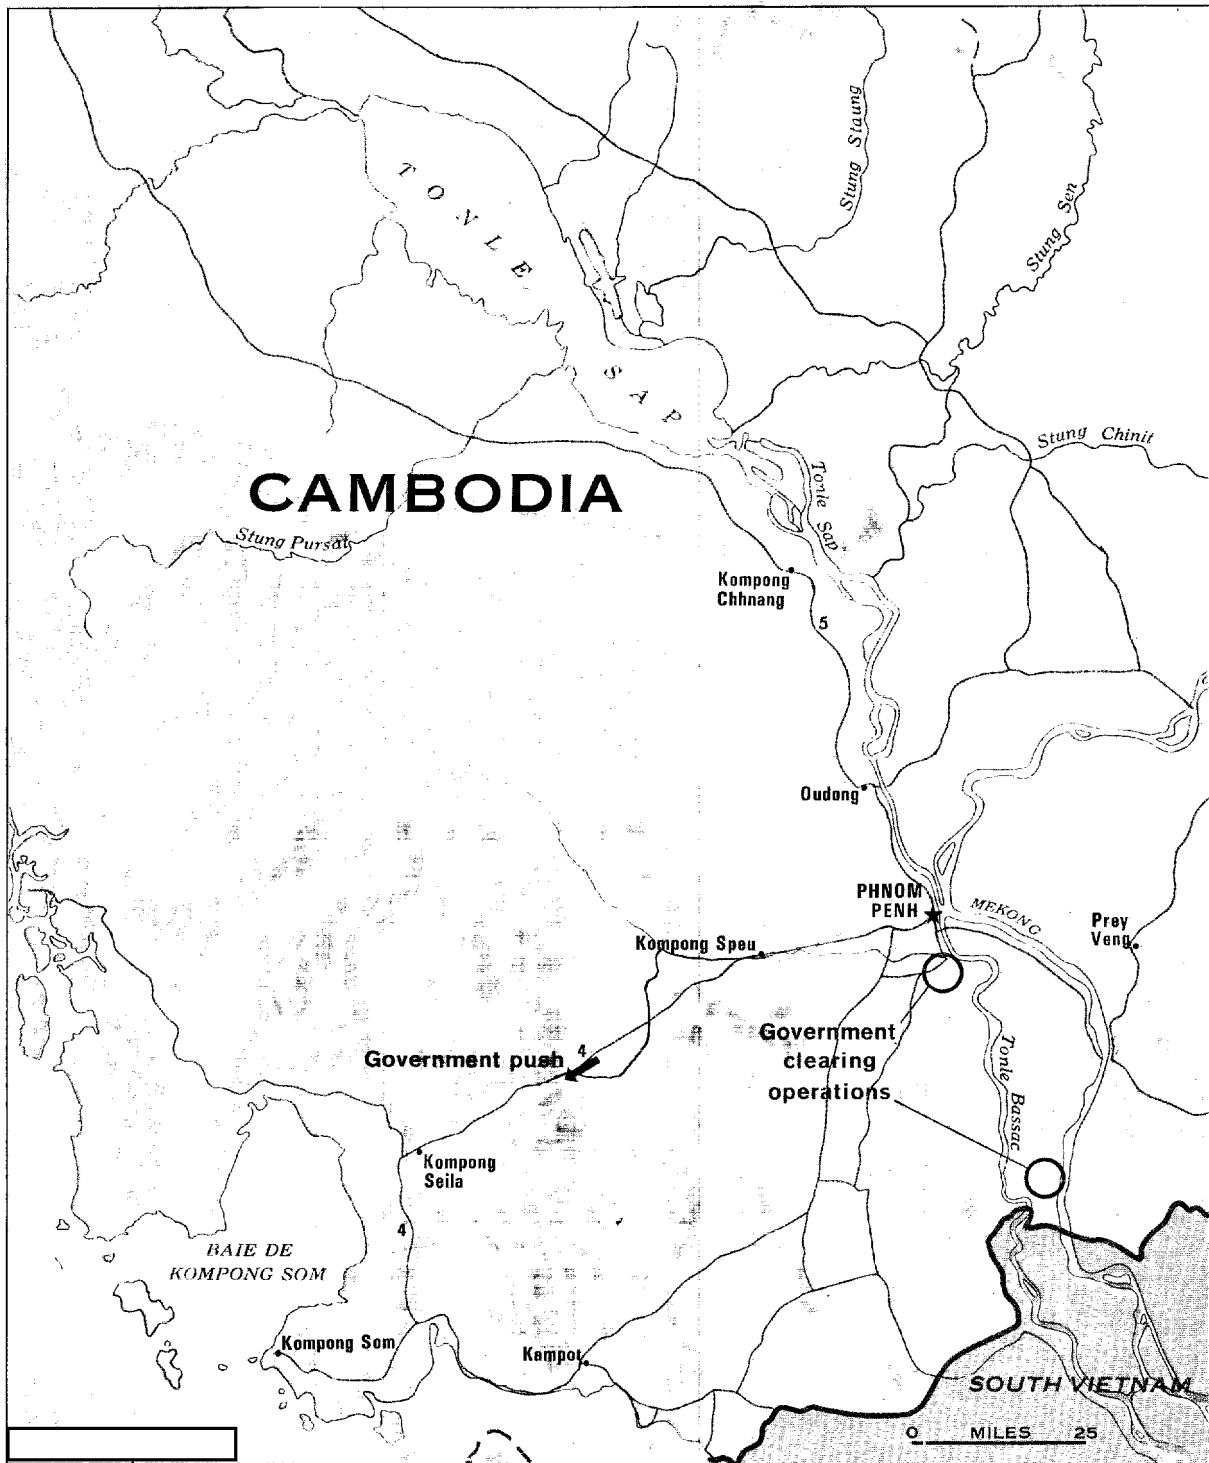 Stung Staung
Stung Sen
TONLE
SAP
Stung Chinit
CAMBODIA
Tonle Sap
Stung Pursat
Kompong
Chhnang
5
Oudong
PHNOM
PENH
MEKONG
Prey
Veng
Kompong Speu
Government
clearing
operations
Government push
4
Tonle Bassac
Kompong
Seila
4
BAIE DE
KOMPONG SOM
Kompong Som
Kampot
SOUTH VIETNAM
0 MILES 25